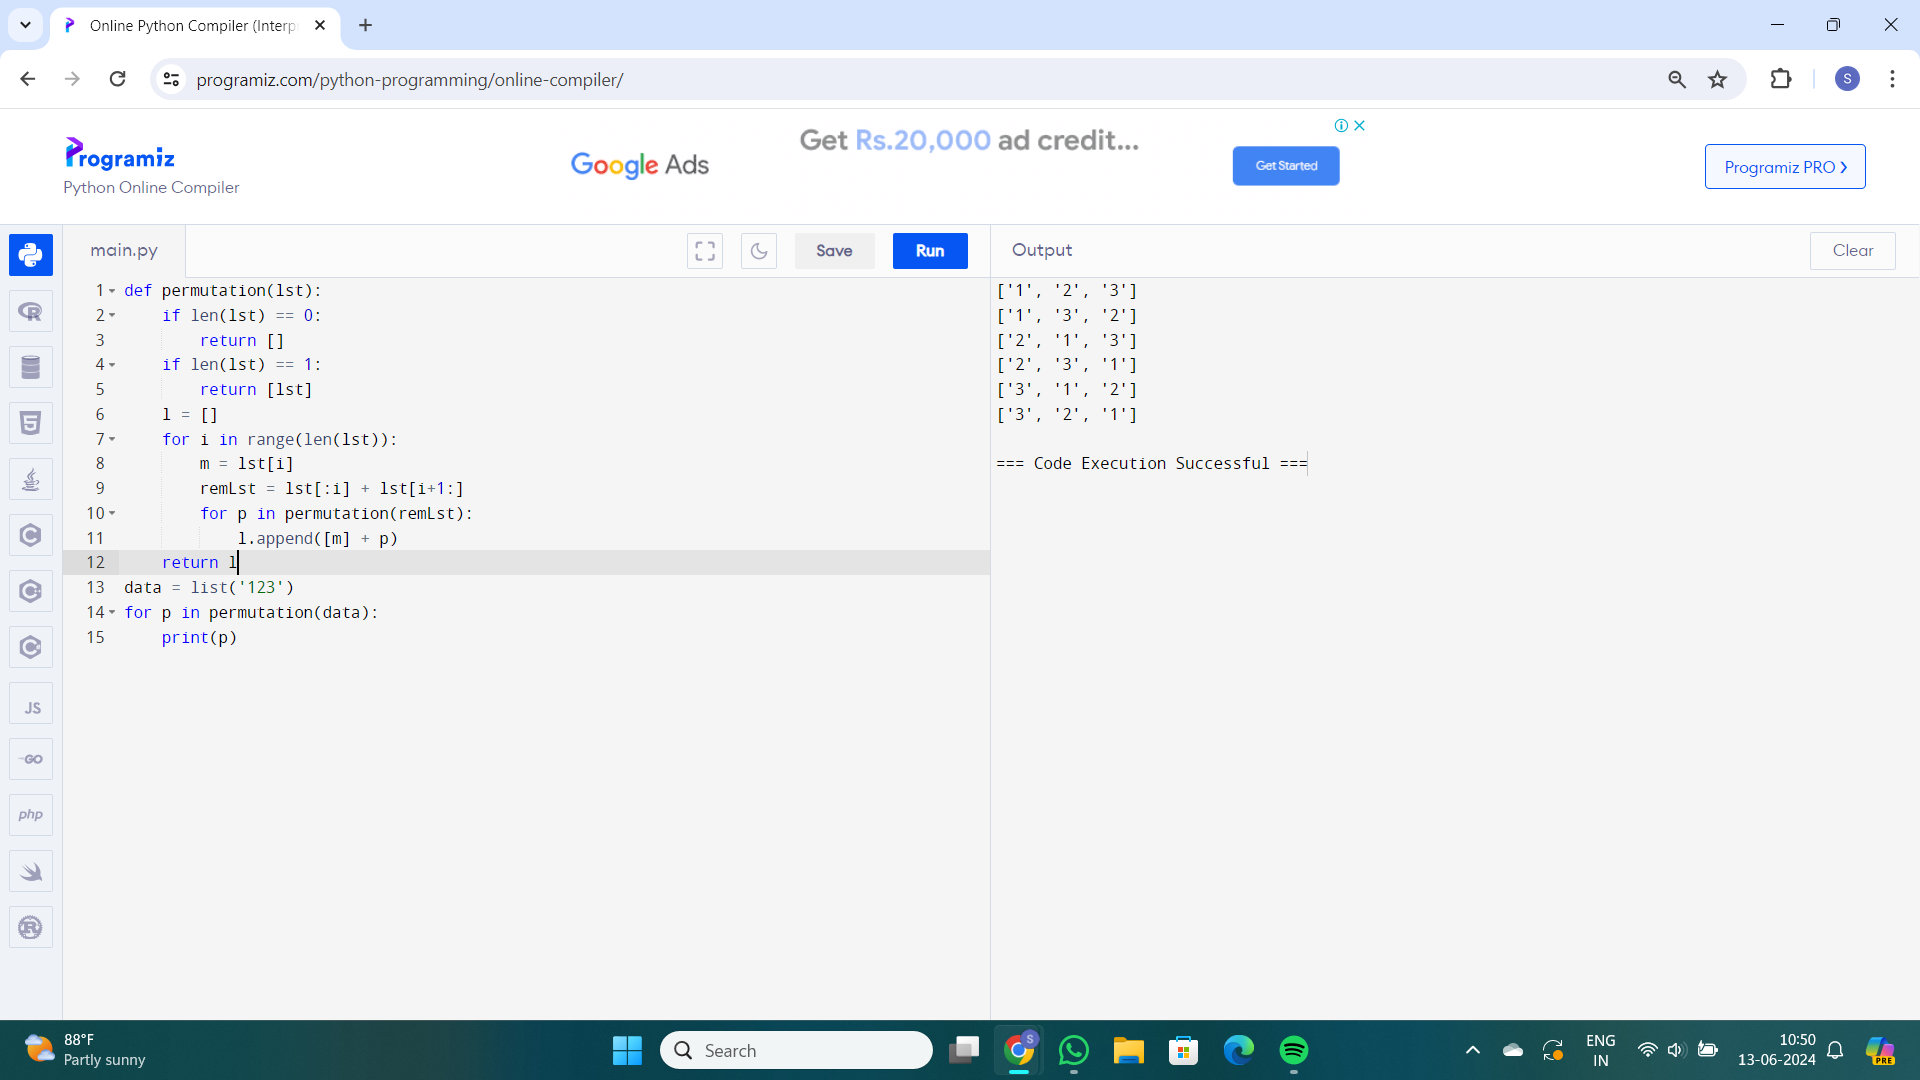 Online Python Compiler (Interp
programiz.com/python-programming/online-compiler/
S
Programiz
Python Online Compiler
Google Ads
Get Rs.20,000 ad credit...
Get Started
Programiz PRO ›
main.py
Save
Run
Output
Clear
1 def permutation(lst):
2     if len(lst) == 0:
3         return []
4     if len(lst) == 1:
5         return [lst]
6     l = []
7     for i in range(len(lst)):
8         m = lst[i]
9         remLst = lst[:i] + lst[i+1:]
10         for p in permutation(remLst):
11             l.append([m] + p)
12     return l
13 data = list('123')
14 for p in permutation(data):
15     print(p)
['1', '2', '3']
['1', '3', '2']
['2', '1', '3']
['2', '3', '1']
['3', '1', '2']
['3', '2', '1']
=== Code Execution Successful ===
R
5
C
C
C
JS
GO
php
R
88°F
Partly sunny
Search
S
ENG
IN
10:50
13-06-2024
PRE